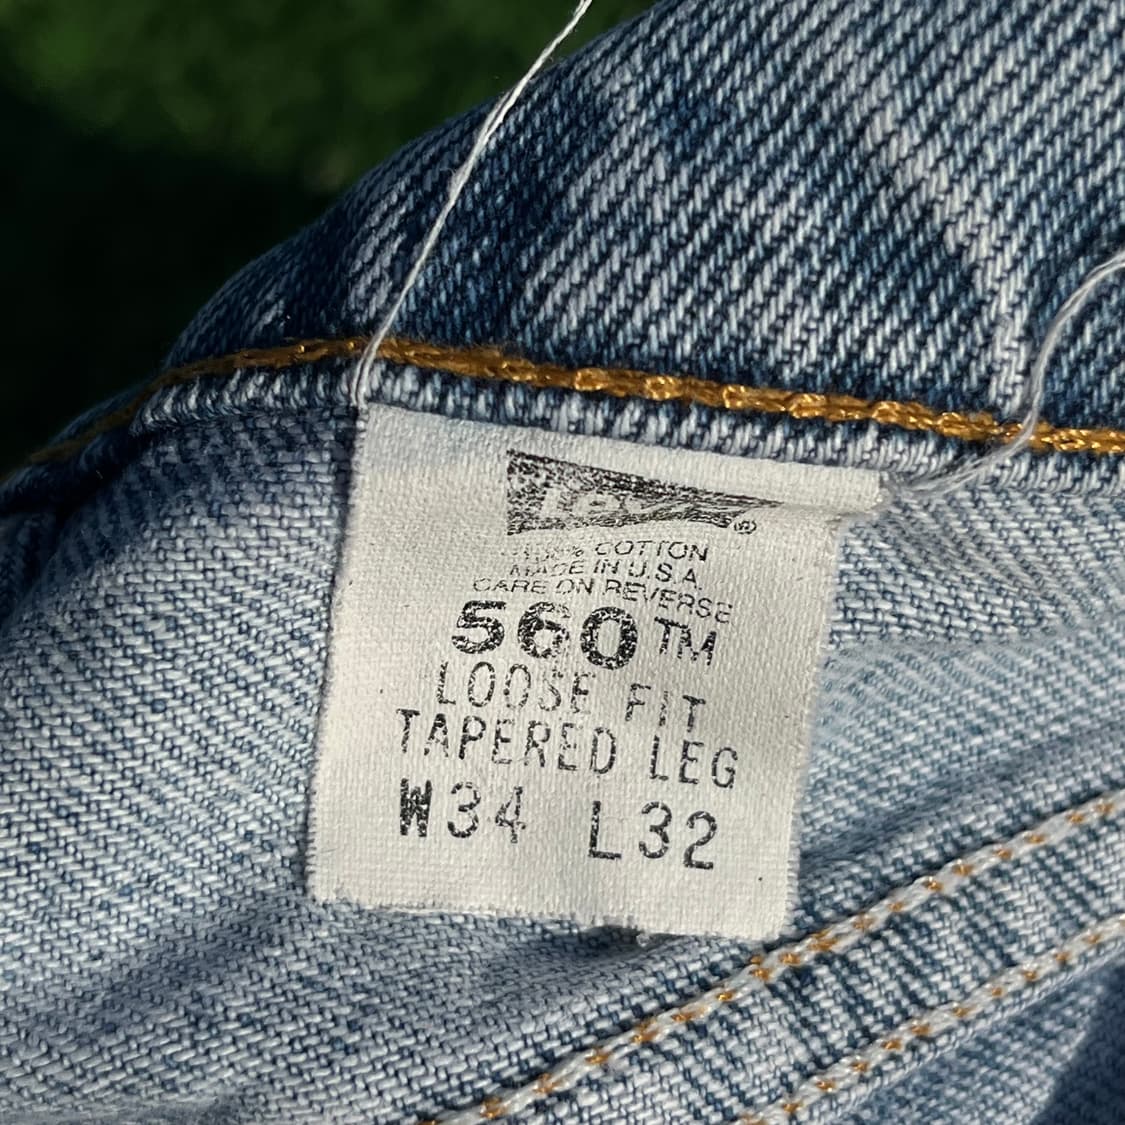 Levi's®
100% COTTON
MADE IN U.S.A.
CARE ON REVERSE
560™
LOOSE FIT
TAPERED LEG
W34 L32